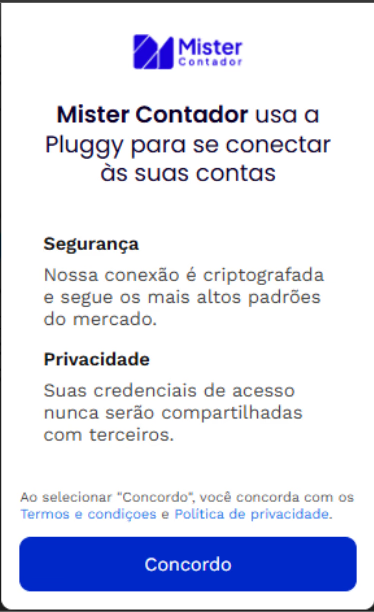 Mister
Contador
Mister Contador usa a
Pluggy para se conectar
às suas contas
Segurança
Nossa conexão é criptografada
e segue os mais altos padrões
do mercado.
Privacidade
Suas credenciais de acesso
nunca serão compartilhadas
com terceiros.
Ao selecionar "Concordo", você concorda com os
Termos e condiçoes e Política de privacidade.
Concordo